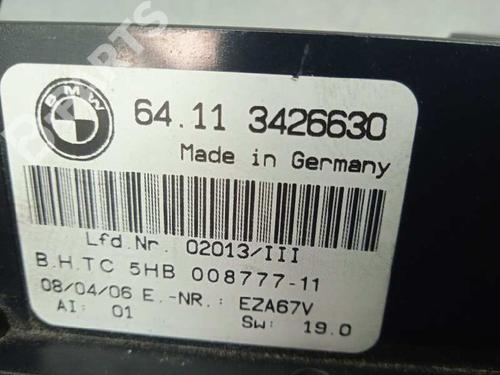 BMW
64.11 3426630
Made in Germany
Lfd.Nr. 02013/III
B.H.TC 5HB 008777-11
08/04/06 E.-NR.: EZA67V
AI: 01 SW: 19.0